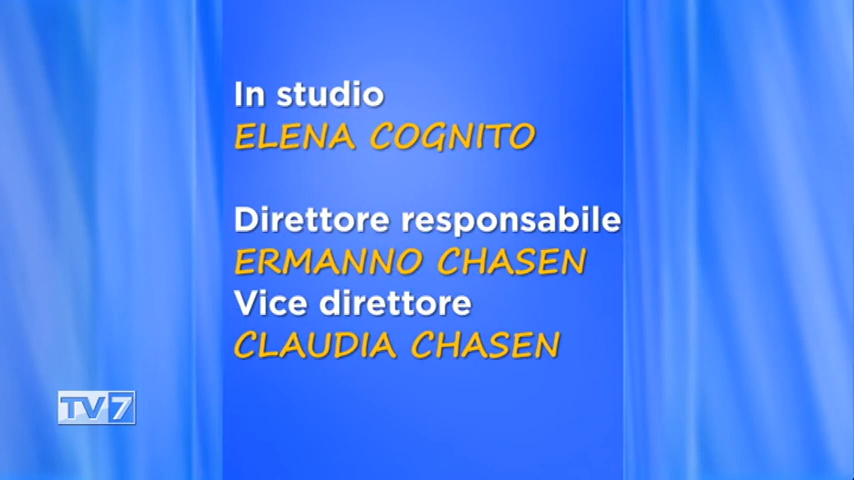 In studio
ELENA COGNITO
Direttore responsabile
ERMANNO CHASEN
Vice direttore
CLAUDIA CHASEN
TV7